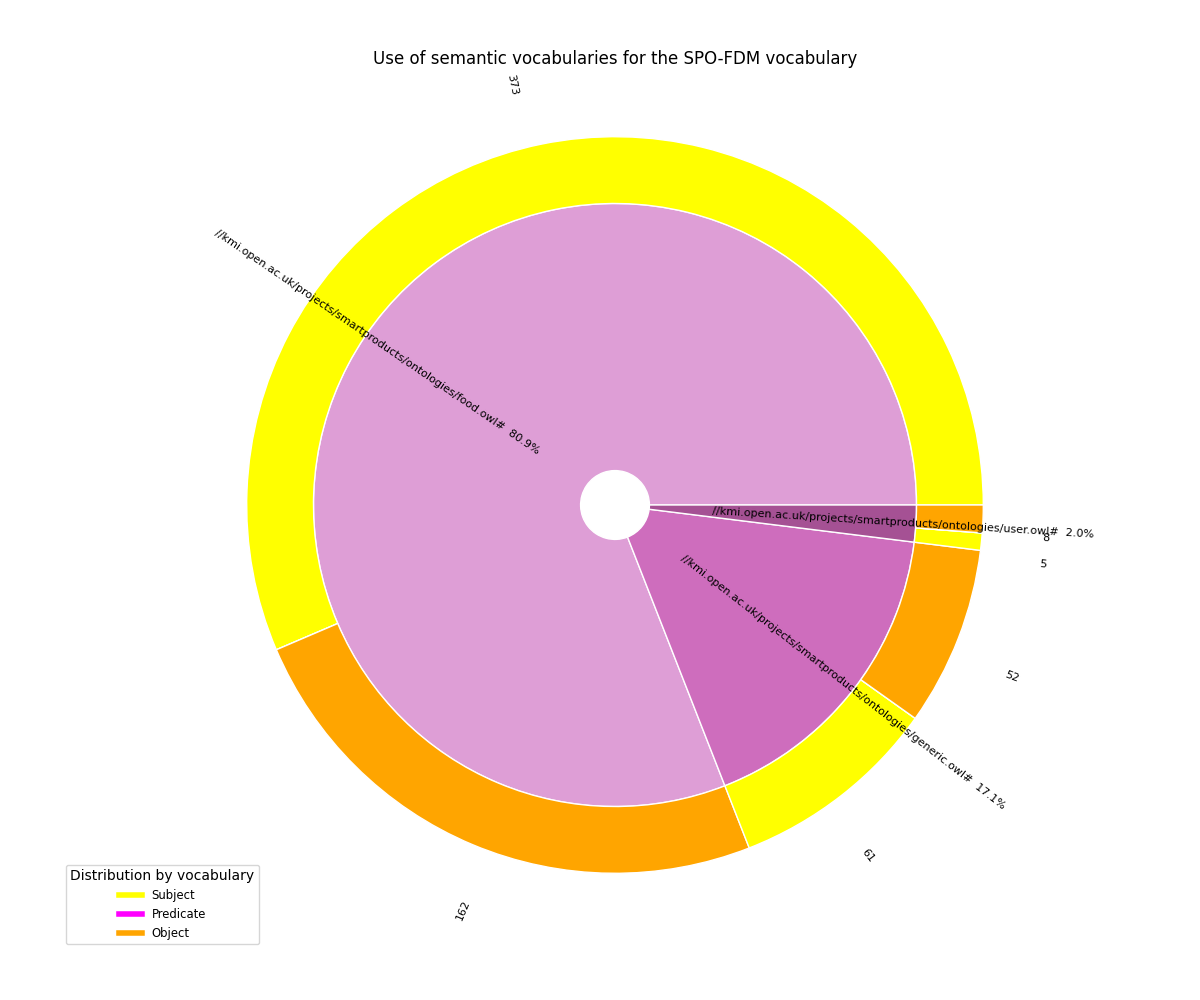 Use of semantic vocabularies for the SPO-FDM vocabulary
373
//kmi.open.ac.uk/projects/smartproducts/ontologies/food.owl# 80.9%
//kmi.open.ac.uk/projects/smartproducts/ontologies/user.owl# 2.0%
8
5
//kmi.open.ac.uk/projects/smartproducts/ontologies/generic.owl# 17.1%
52
61
162
Distribution by vocabulary
Subject
Predicate
Object